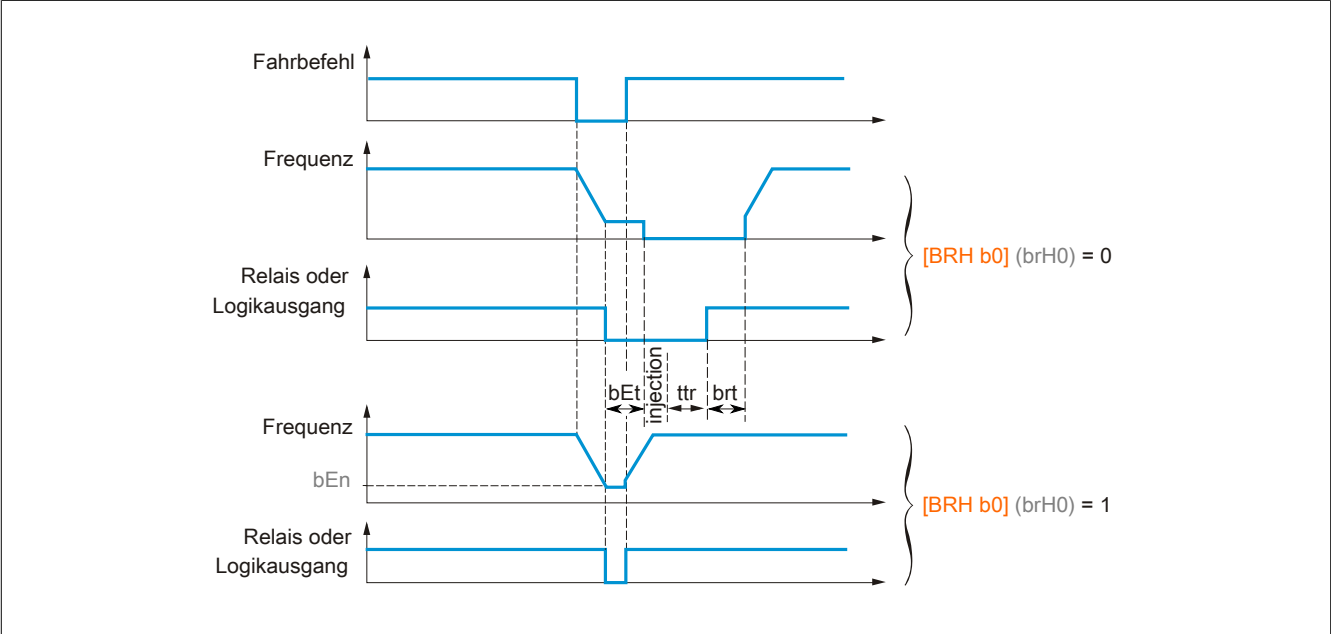 Fahrbefehl
Frequenz
[BRH b0] (brH0) = 0
Relais oder
Logikausgang
injection
bEt
ttr
brt
Frequenz
bEn
[BRH b0] (brH0) = 1
Relais oder
Logikausgang